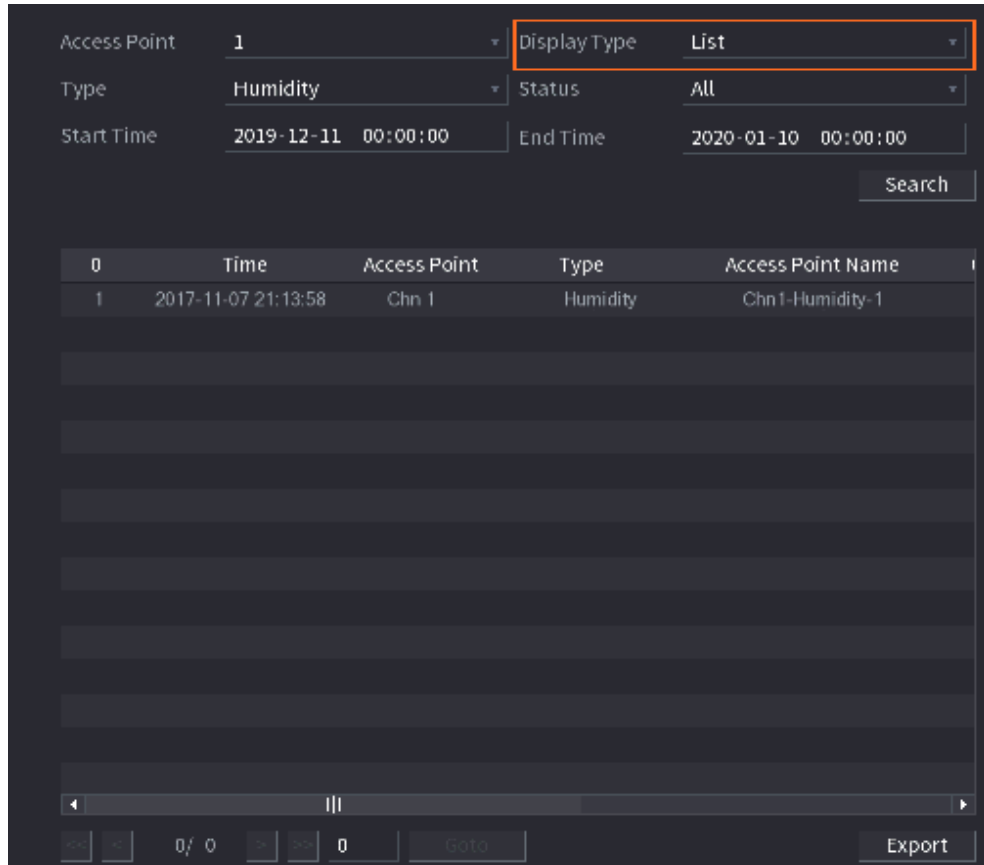 Access Point 1 Display Type List
Type Humidity Status All
Start Time 2019-12-11 00:00:00 End Time 2020-01-10 00:00:00
Search
0 Time Access Point Type Access Point Name
1 2017-11-07 21:13:58 Chn 1 Humidity Chn1-Humidity-1
<< < 0/ 0 > >> 0 Goto Export